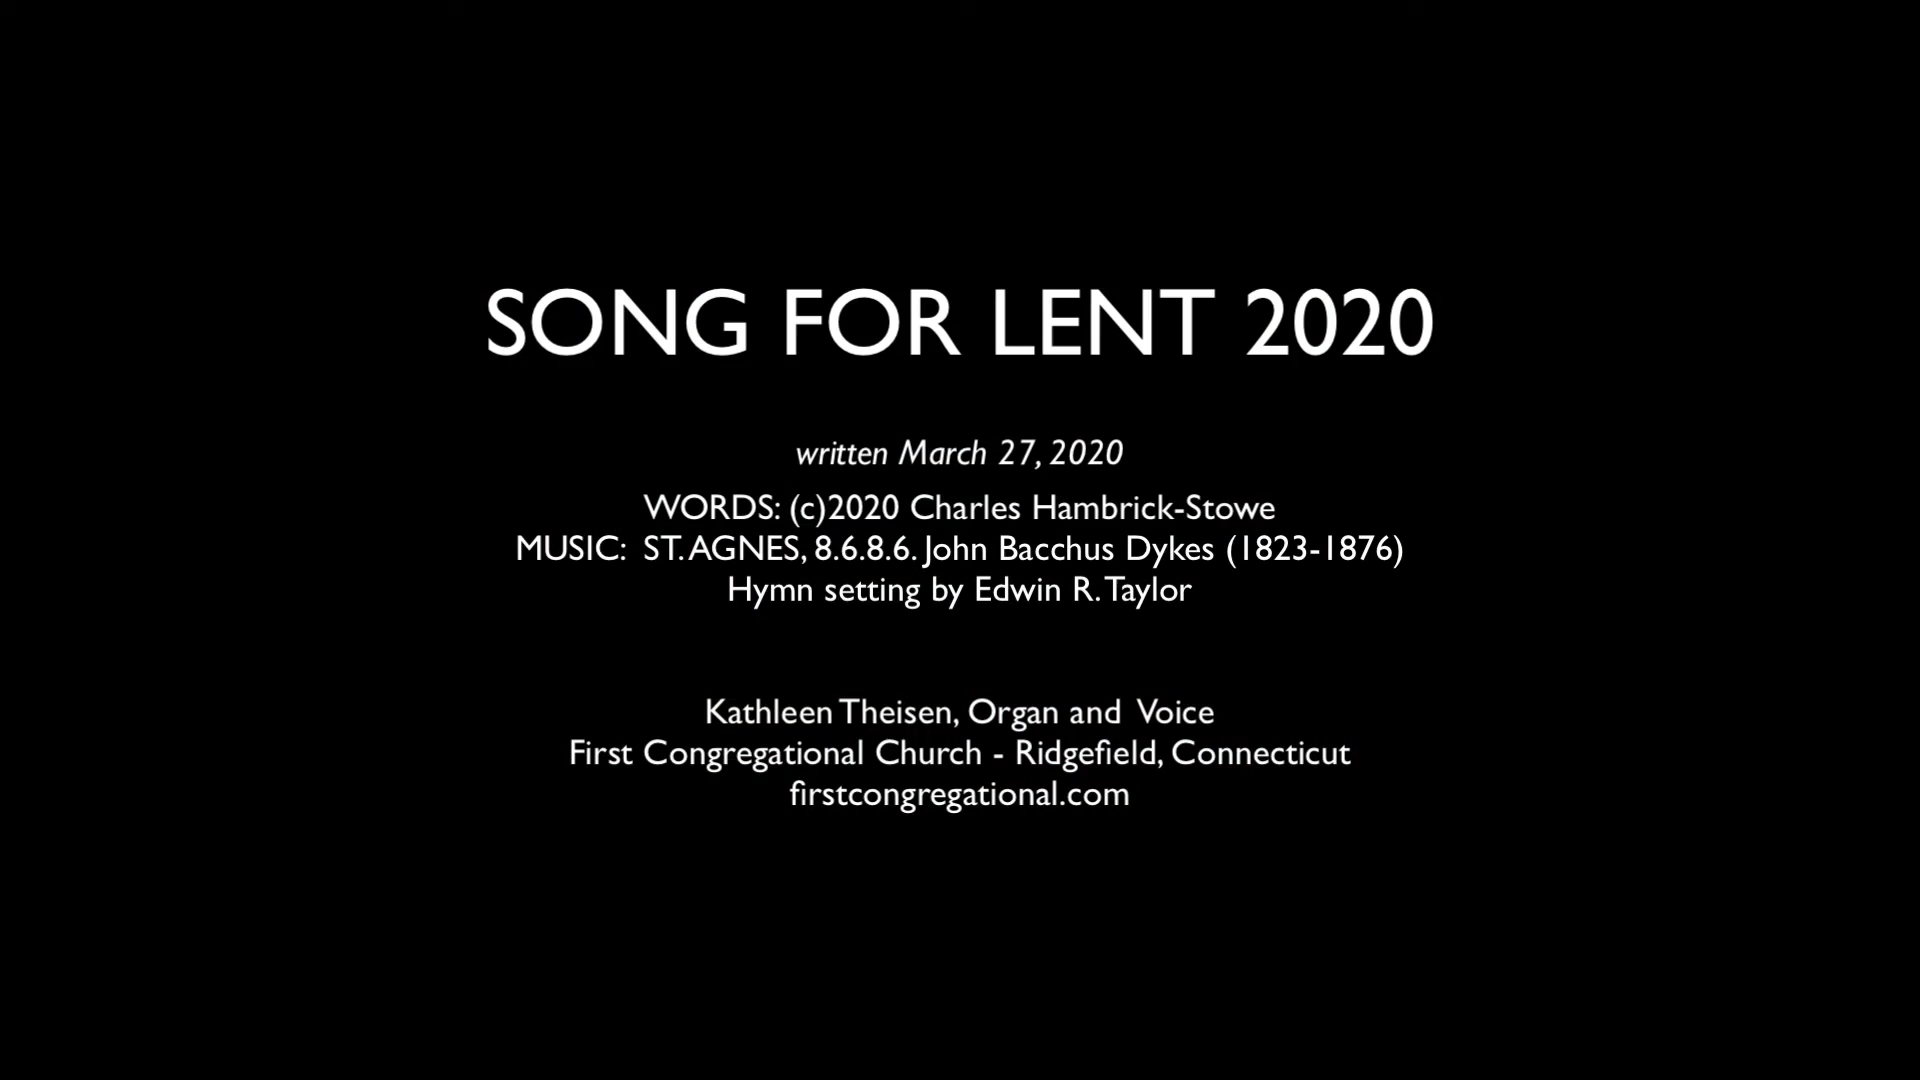 SONG FOR LENT 2020
written March 27, 2020
WORDS: (c)2020 Charles Hambrick-Stowe
MUSIC: ST. AGNES, 8.6.8.6. John Bacchus Dykes (1823-1876)
Hymn setting by Edwin R. Taylor
Kathleen Theisen, Organ and Voice
First Congregational Church - Ridgefield, Connecticut
firstcongregational.com